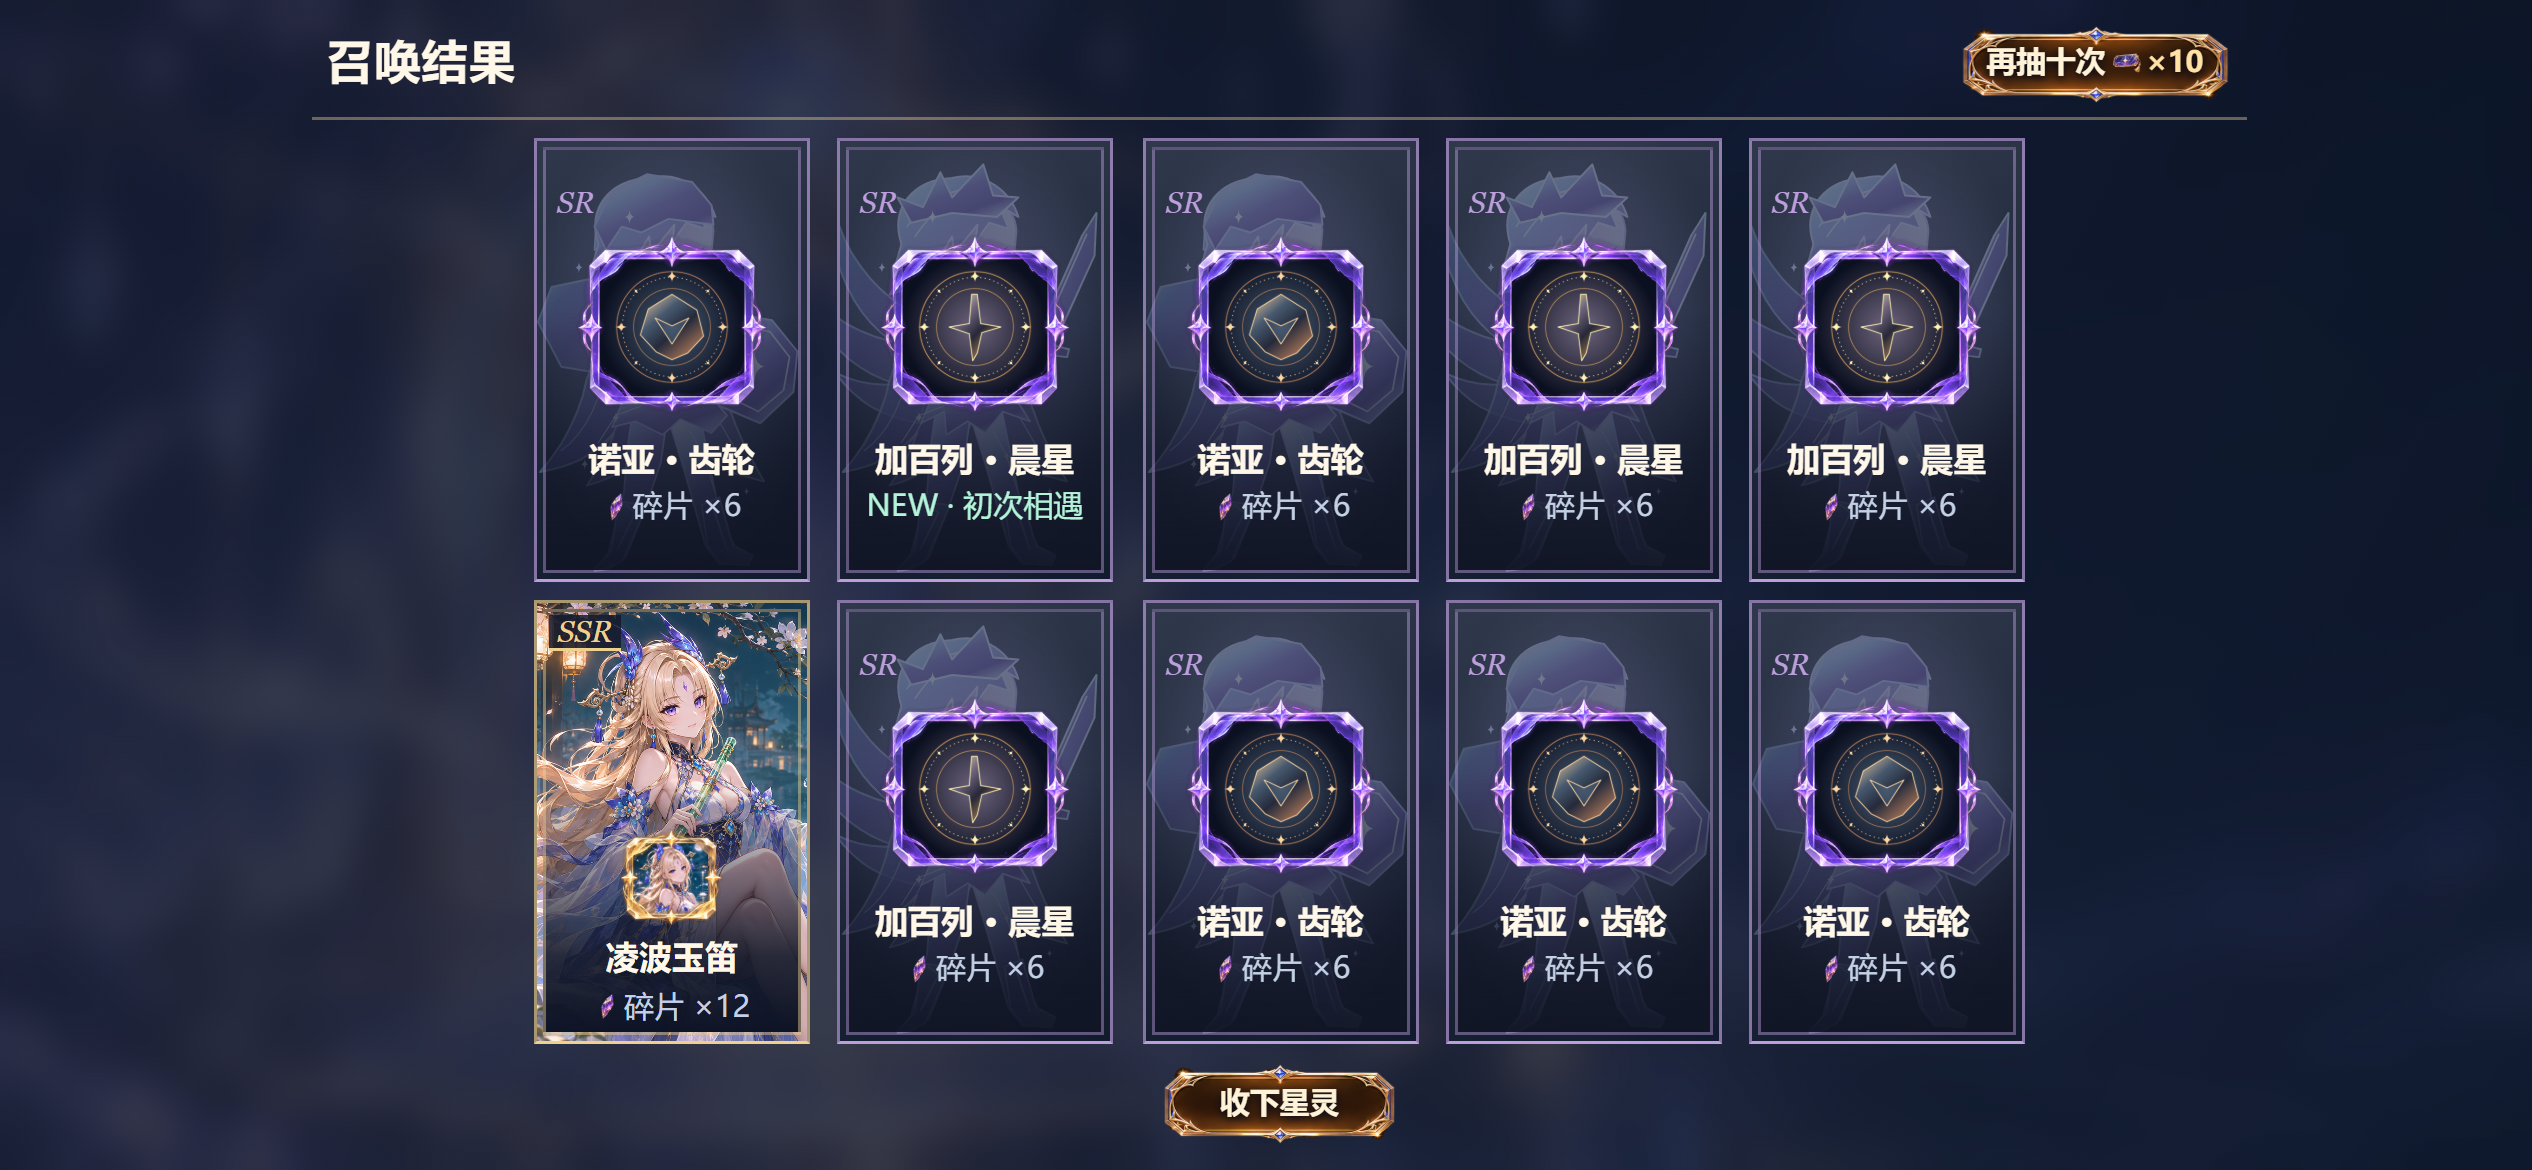 召唤结果
再抽十次 ×10
SR
诺亚·齿轮
碎片 ×6
SR
加百列·晨星
NEW · 初次相遇
SR
诺亚·齿轮
碎片 ×6
SR
加百列·晨星
碎片 ×6
SR
加百列·晨星
碎片 ×6
SSR
凌波玉笛
碎片 ×12
SR
加百列·晨星
碎片 ×6
SR
诺亚·齿轮
碎片 ×6
SR
诺亚·齿轮
碎片 ×6
SR
诺亚·齿轮
碎片 ×6
收下星灵